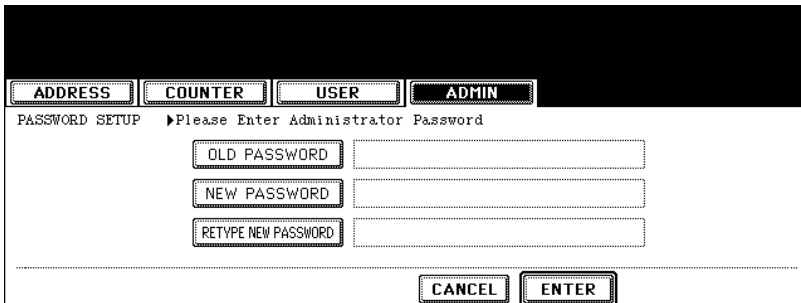 ADDRESS COUNTER USER ADMIN
PASSWORD SETUP ▶Please Enter Administrator Password
OLD PASSWORD
NEW PASSWORD
RETYPE NEW PASSWORD
CANCEL ENTER